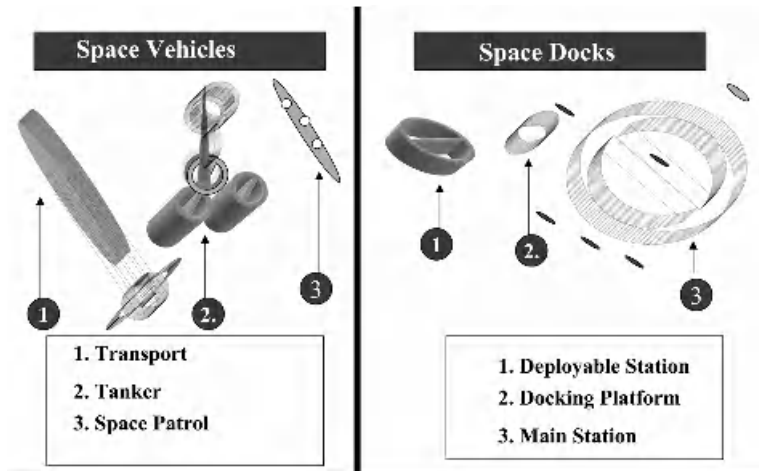 Space Vehicles
1
2.
3
1. Transport
2. Tanker
3. Space Patrol
Space Docks
1
2.
3
1. Deployable Station
2. Docking Platform
3. Main Station